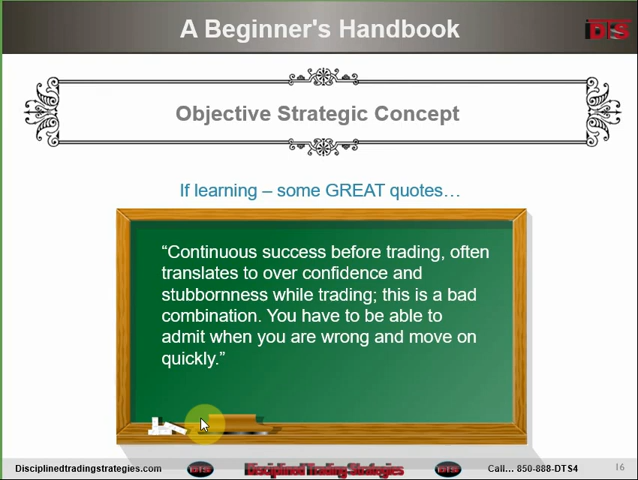 A Beginner's Handbook
DTS
Objective Strategic Concept
If learning – some GREAT quotes…
“Continuous success before trading, often
translates to over confidence and
stubbornness while trading; this is a bad
combination. You have to be able to
admit when you are wrong and move on
quickly.”
Disciplinedtradingstrategies.com
DTS
Disciplined Trading Strategies
DTS
Call... 850-888-DTS4
16